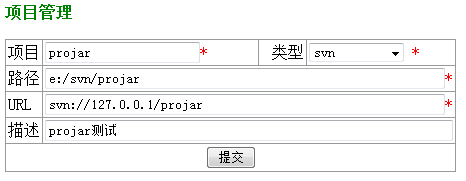 项目管理
项目 projar * 类型 svn *
路径 e:/svn/projar *
URL svn://127.0.0.1/projar *
描述 projar测试
提交